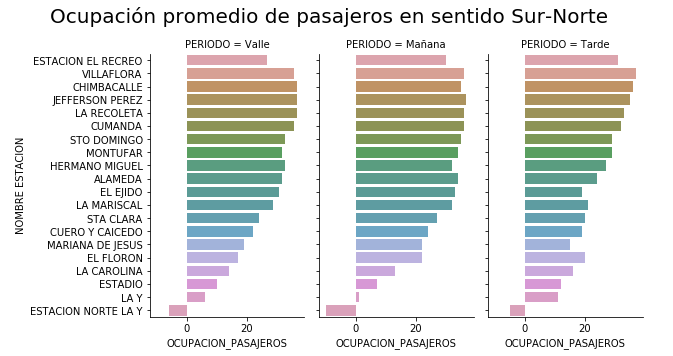 Ocupación promedio de pasajeros en sentido Sur-Norte
PERIODO = Valle
PERIODO = Mañana
PERIODO = Tarde
NOMBRE ESTACION
ESTACION EL RECREO
VILLAFLORA
CHIMBACALLE
JEFFERSON PEREZ
LA RECOLETA
CUMANDA
STO DOMINGO
MONTUFAR
HERMANO MIGUEL
ALAMEDA
EL EJIDO
LA MARISCAL
STA CLARA
CUERO Y CAICEDO
MARIANA DE JESUS
EL FLORON
LA CAROLINA
ESTADIO
LA Y
ESTACION NORTE LA Y
0 20
0 20
0 20
OCUPACION_PASAJEROS
OCUPACION_PASAJEROS
OCUPACION_PASAJEROS